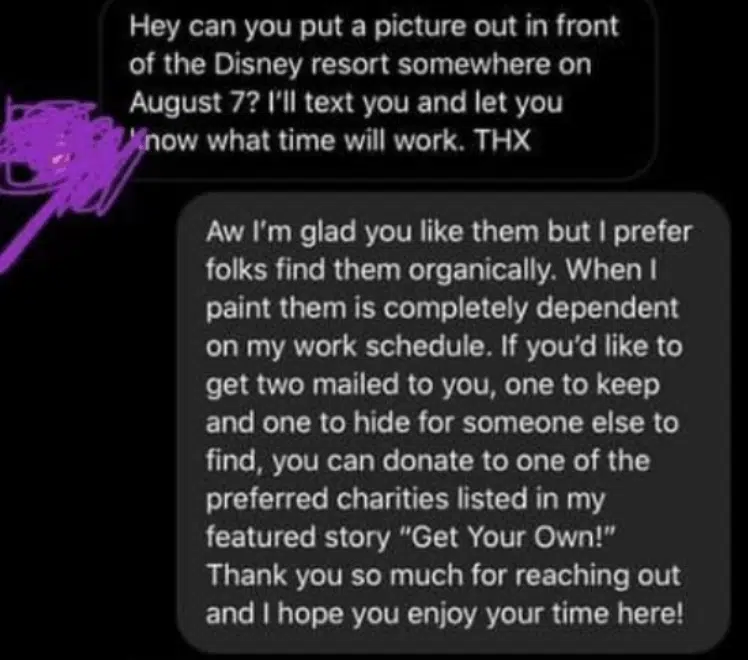 Hey can you put a picture out in front
of the Disney resort somewhere on
August 7? I'll text you and let you
know what time will work. THX
Aw I'm glad you like them but I prefer
folks find them organically. When I
paint them is completely dependent
on my work schedule. If you'd like to
get two mailed to you, one to keep
and one to hide for someone else to
find, you can donate to one of the
preferred charities listed in my
featured story "Get Your Own!"
Thank you so much for reaching out
and I hope you enjoy your time here!